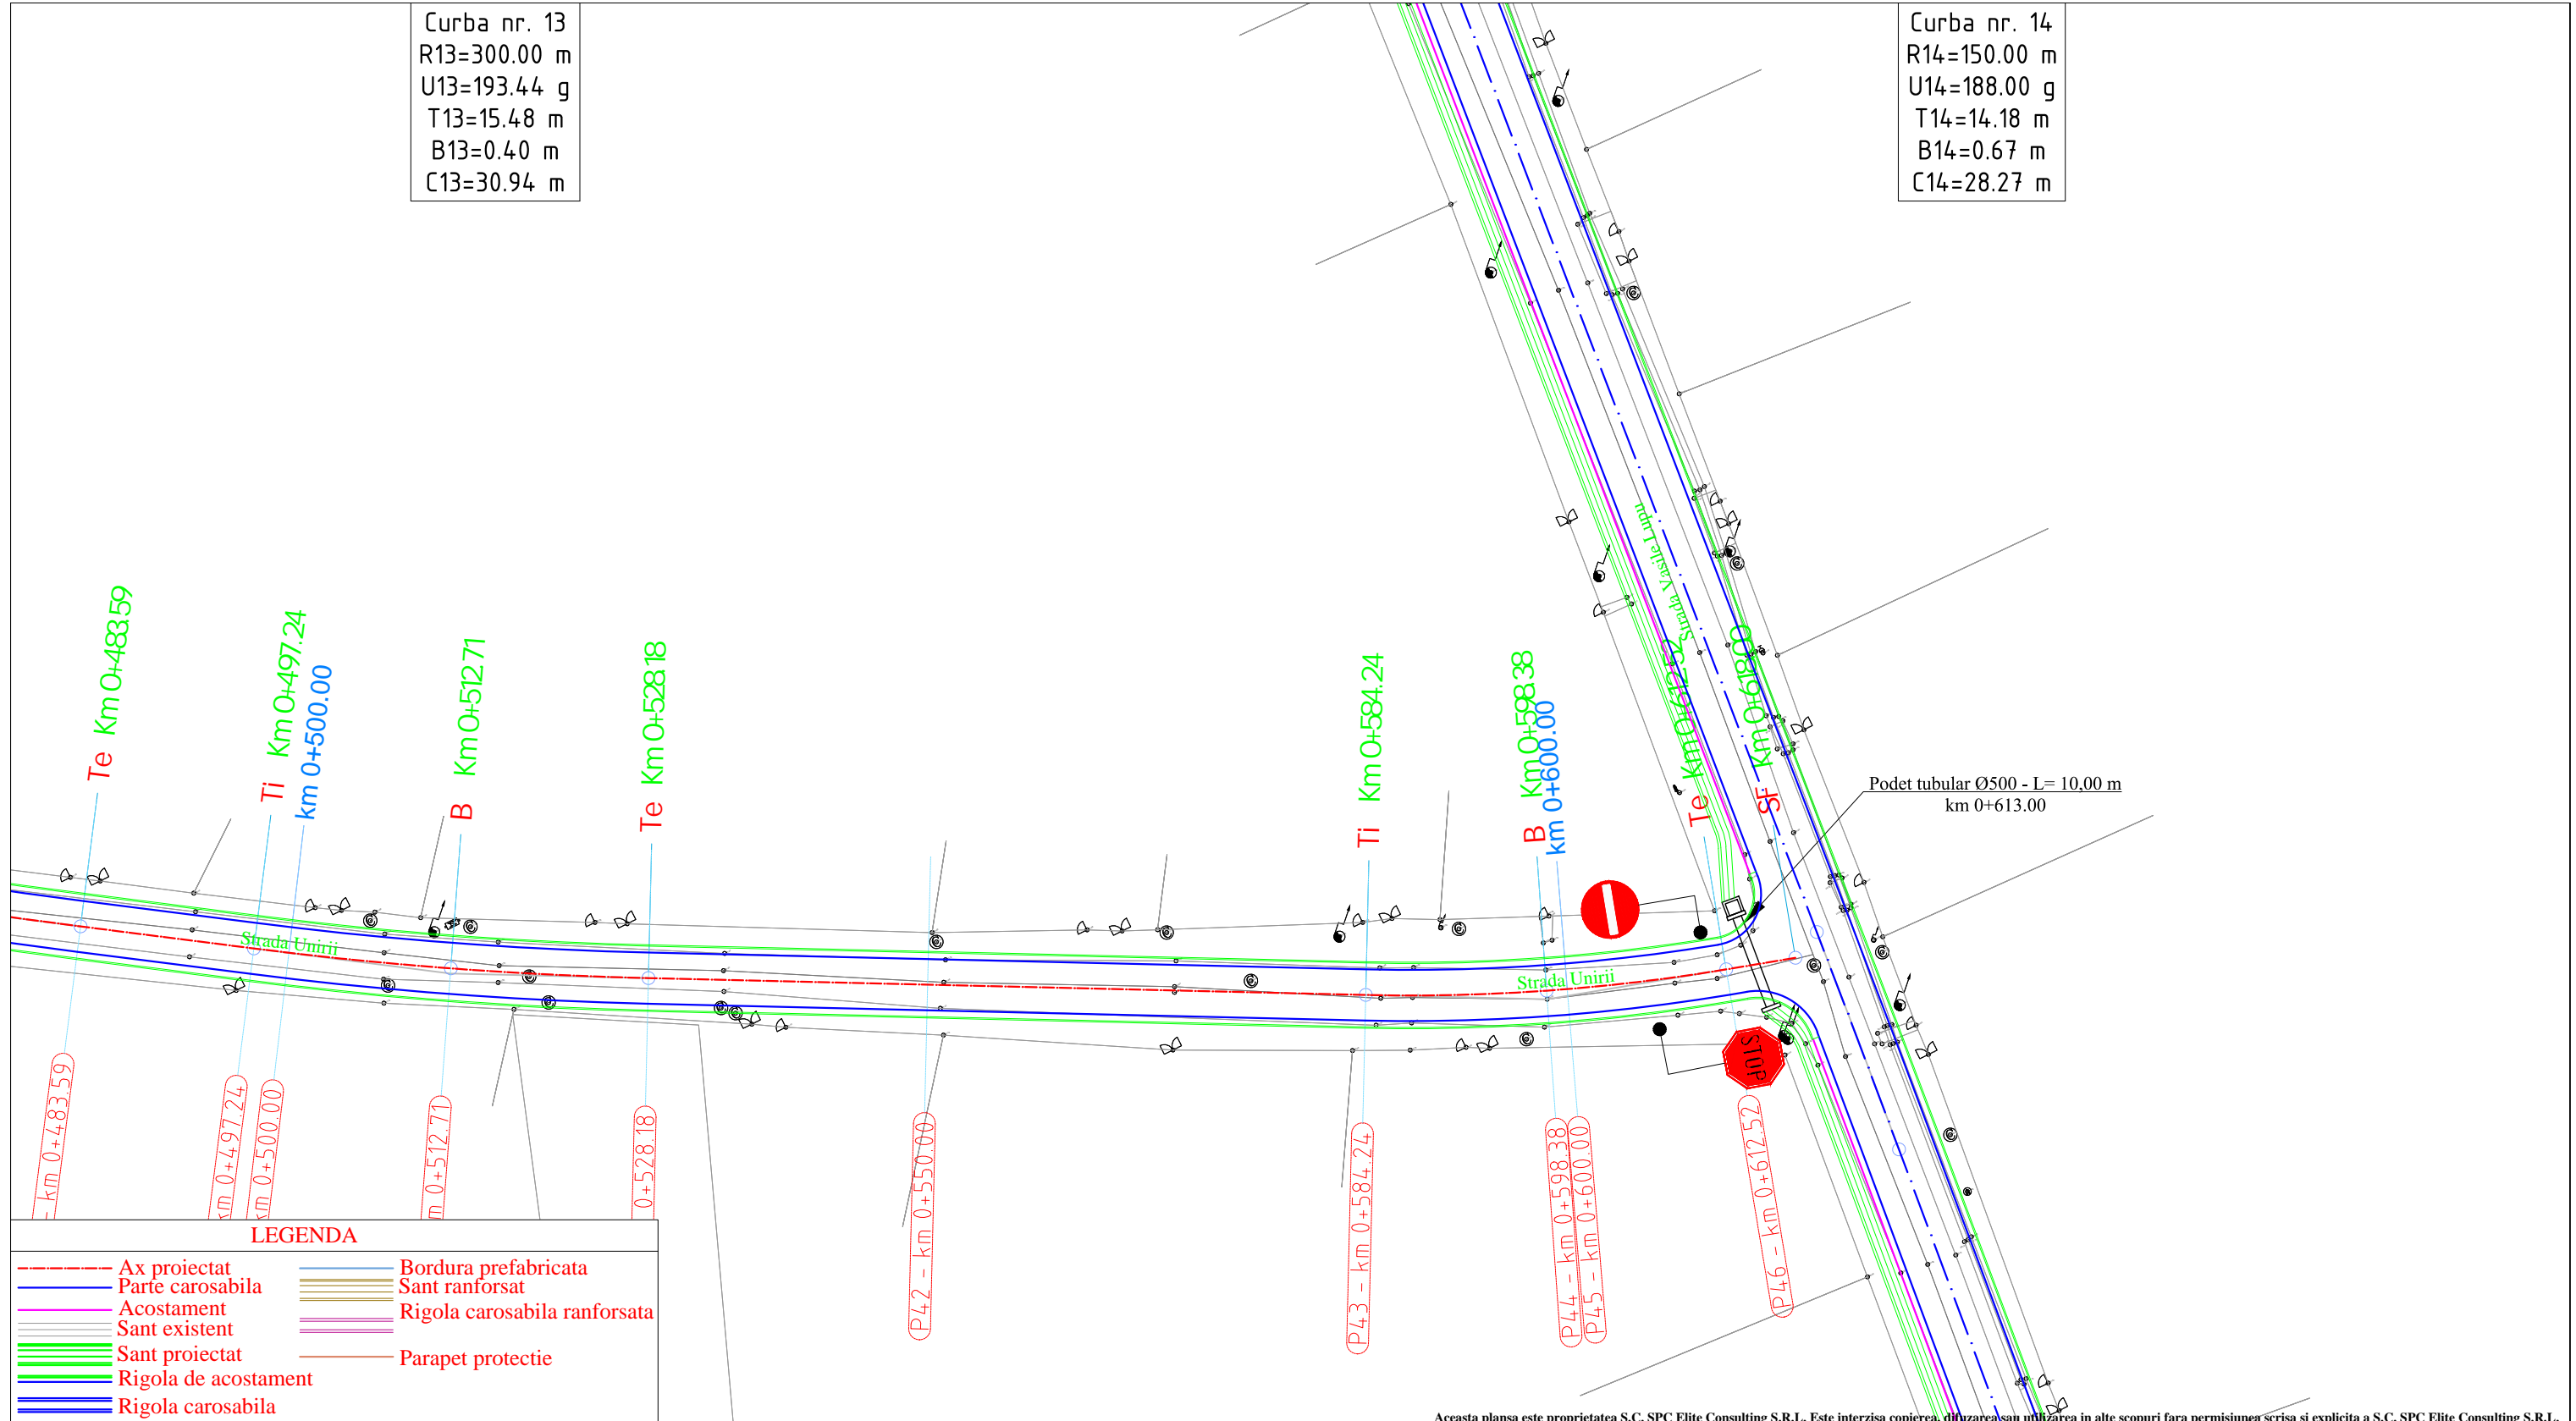 Curba nr. 13
R13=300.00 m
U13=193.44 g
T13=15.48 m
B13=0.40 m
C13=30.94 m
Curba nr. 14
R14=150.00 m
U14=188.00 g
T14=14.18 m
B14=0.67 m
C14=28.27 m
Te Km 0+483.59
Ti Km 0+497.24
km 0+500.00
B Km 0+512.71
Te Km 0+528.18
Ti Km 0+584.24
B Km 0+598.38
km 0+600.00
Te Km 0+612.52
SF Km 0+618.00
Strada Vasile Lupu
Podet tubular Ø500 - L= 10,00 m
km 0+613.00
Strada Unirii
Strada Unirii
STOP
- km 0+483.59
km 0+497.24
km 0+500.00
m 0+512.71
0+528.18
P42 - km 0+550.00
P43 - km 0+584.24
P44 - km 0+598.38
P45 - km 0+600.00
P46 - km 0+612.52
LEGENDA
Ax proiectat
Parte carosabila
Acostament
Sant existent
Sant proiectat
Rigola de acostament
Rigola carosabila
Bordura prefabricata
Sant ranforsat
Rigola carosabila ranforsata
Parapet protectie
Aceasta plansa este proprietatea S.C. SPC Elite Consulting S.R.L. Este interzisa copierea, difuzarea sau utilizarea in alte scopuri fara permisiunea scrisa si explicita a S.C. SPC Elite Consulting S.R.L.